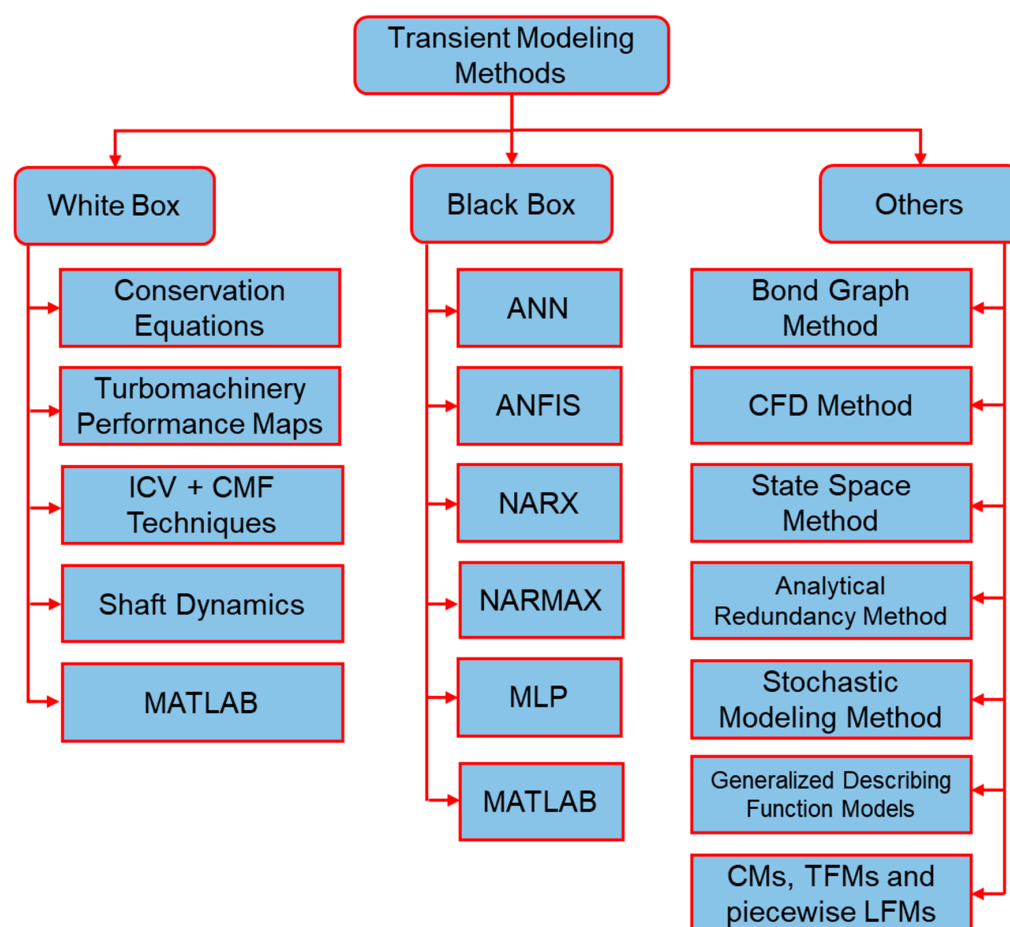 Transient Modeling
Methods
White Box
Black Box
Others
Conservation
Equations
Turbomachinery
Performance Maps
ICV + CMF
Techniques
Shaft Dynamics
MATLAB
ANN
ANFIS
NARX
NARMAX
MLP
MATLAB
Bond Graph
Method
CFD Method
State Space
Method
Analytical
Redundancy Method
Stochastic
Modeling Method
Generalized Describing
Function Models
CMs, TFMs and
piecewise LFMs